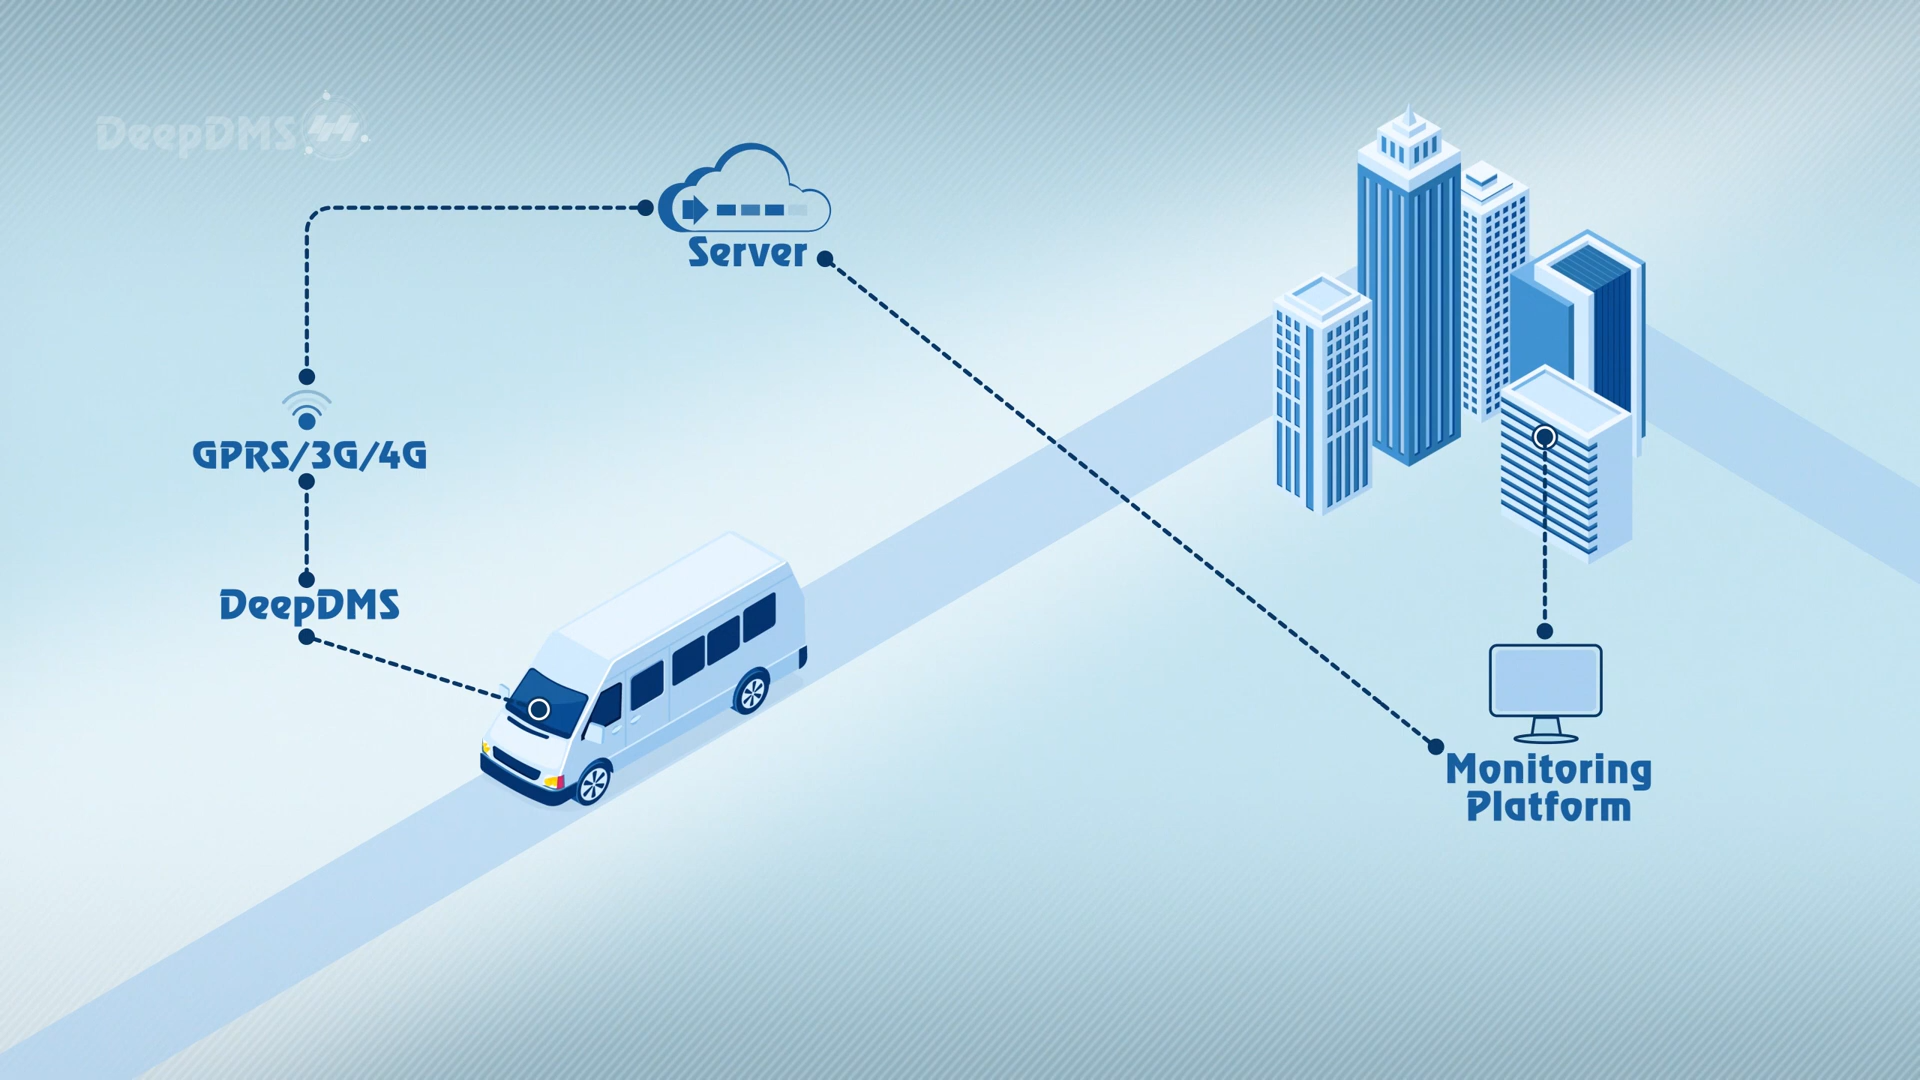 DeepDMS
Server
GPRS/3G/4G
DeepDMS
Monitoring
Platform